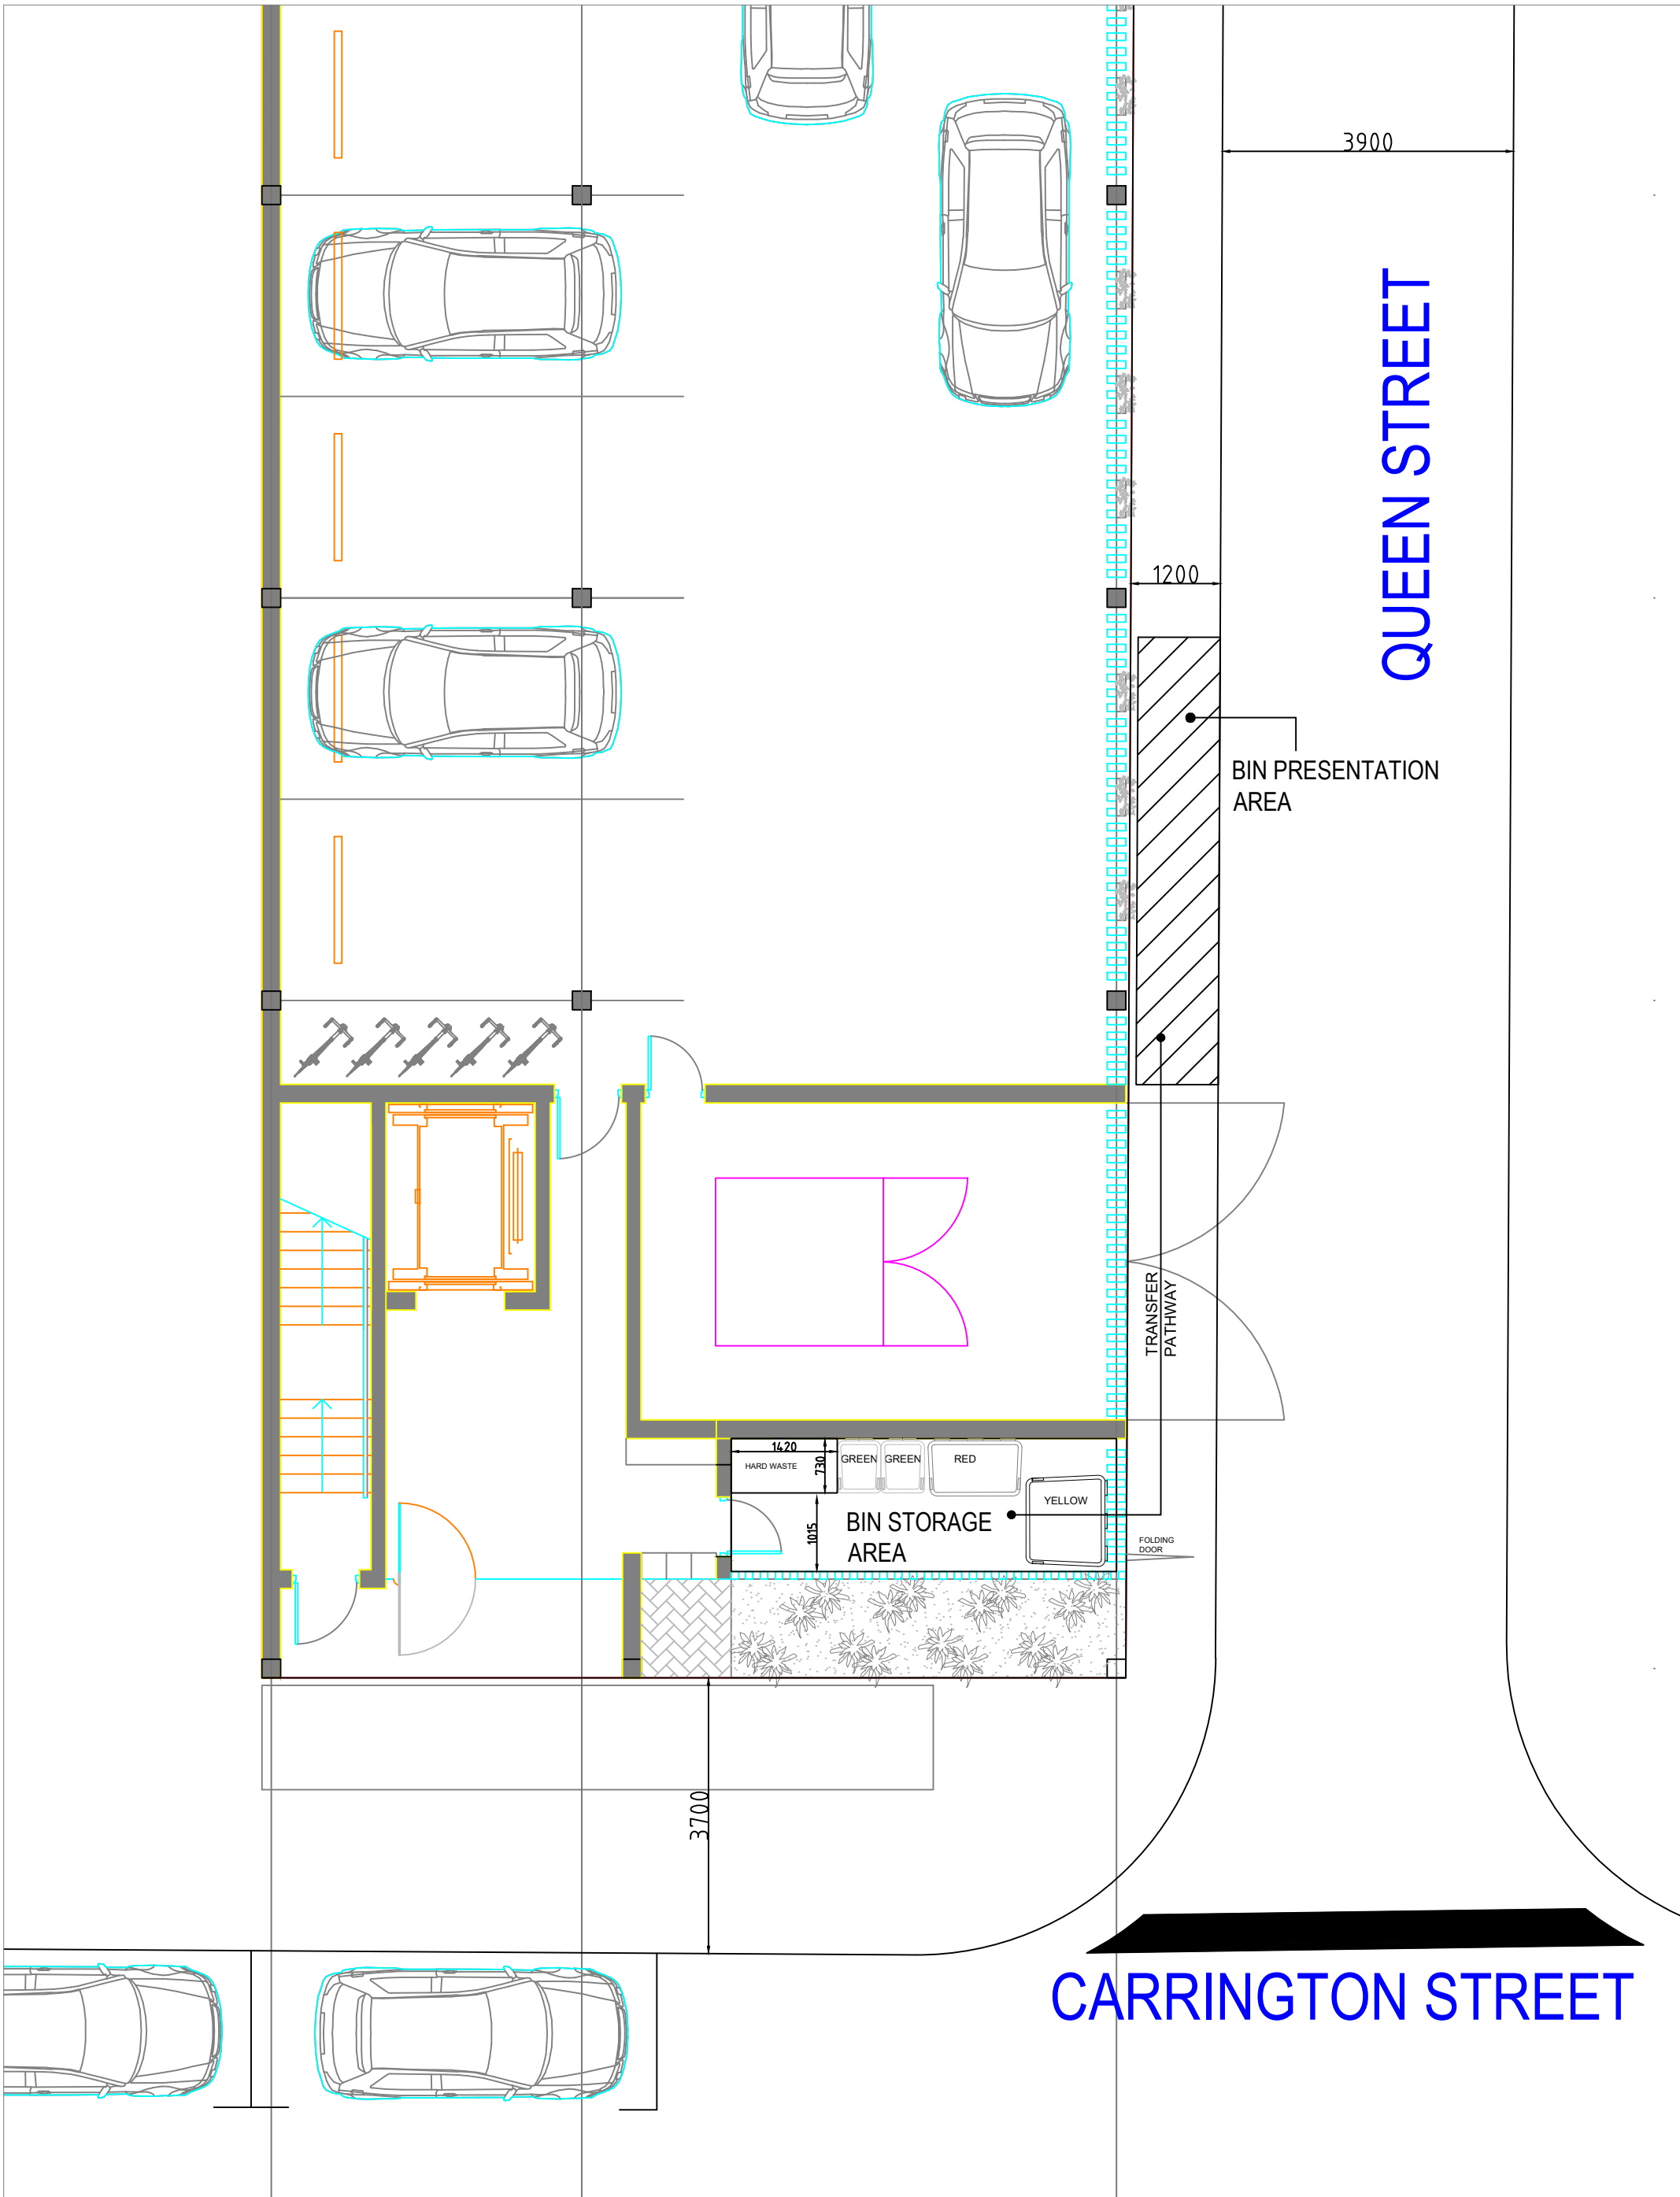 3900
QUEEN STREET
1200
BIN PRESENTATION
AREA
TRANSFER
PATHWAY
1420
HARD WASTE
730
GREEN
GREEN
RED
YELLOW
1015
BIN STORAGE
AREA
FOLDING
DOOR
3700
CARRINGTON STREET